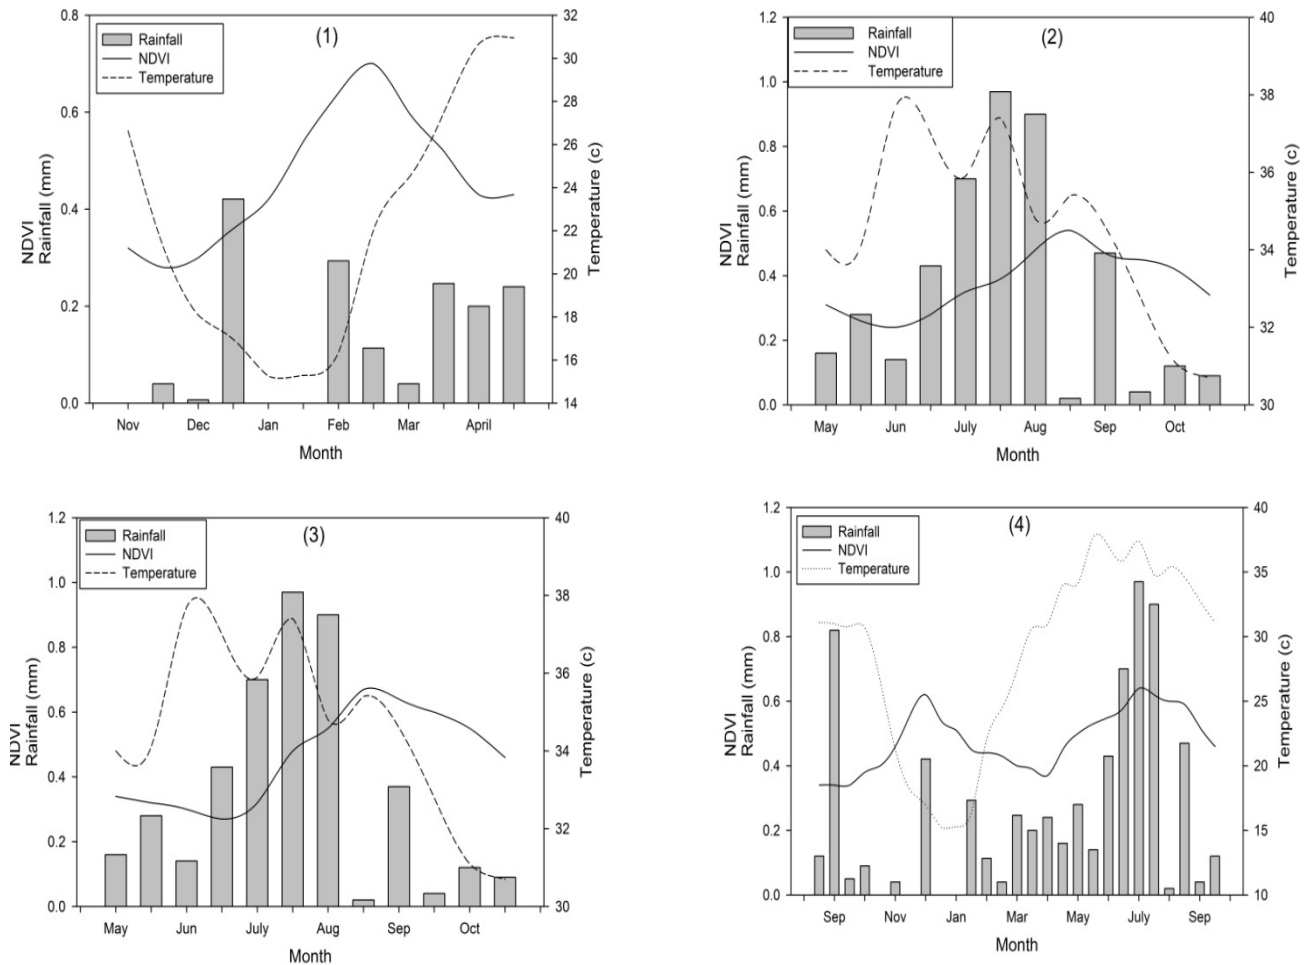 (1)
Rainfall
NDVI
Temperature
0.8
0.6
0.4
0.2
0.0
NDVI
Rainfall (mm)
32
30
28
26
24
22
20
18
16
14
Temperature (c)
Nov Dec Jan Feb Mar April
Month
(2)
Rainfall
NDVI
Temperature
1.2
1.0
0.8
0.6
0.4
0.2
0.0
NDVI
Rainfall (mm)
40
38
36
34
32
30
Temperature (c)
May Jun July Aug Sep Oct
Month
(3)
Rainfall
NDVI
Temperature
1.2
1.0
0.8
0.6
0.4
0.2
0.0
NDVI
Rainfall (mm)
40
38
36
34
32
30
Temperature (c)
May Jun July Aug Sep Oct
Month
(4)
Rainfall
NDVI
Temperature
1.2
1.0
0.8
0.6
0.4
0.2
0.0
NDVI
Rainfall (mm)
40
35
30
25
20
15
10
Temperature (c)
Sep Nov Jan Mar May July Sep
Month